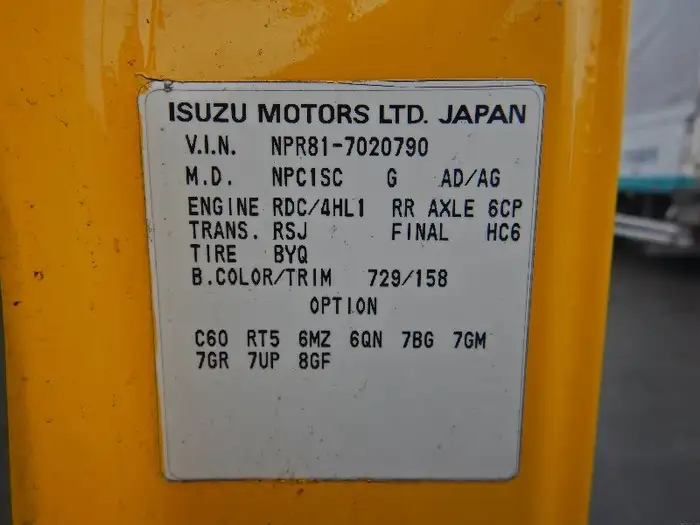 ISUZU MOTORS LTD. JAPAN
V.I.N. NPR81-7020790
M.D. NPC1SC G AD/AG
ENGINE RDC/4HL1 RR AXLE 6CP
TRANS. RSJ FINAL HC6
TIRE BYQ
B.COLOR/TRIM 729/158
OPTION
C60 RT5 6MZ 6QN 7BG 7GM
7GR 7UP 8GF